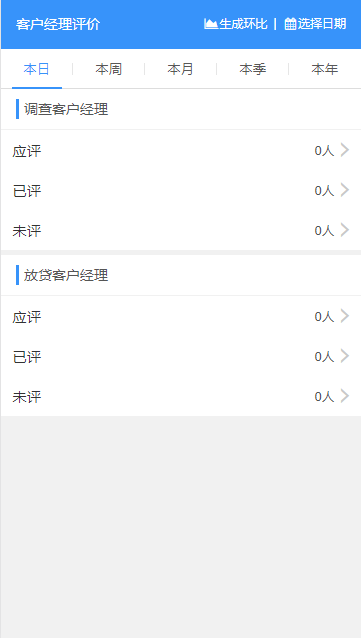 客户经理评价 生成环比 | 选择日期
本日 本周 本月 本季 本年
调查客户经理
应评 0人
已评 0人
未评 0人
放贷客户经理
应评 0人
已评 0人
未评 0人